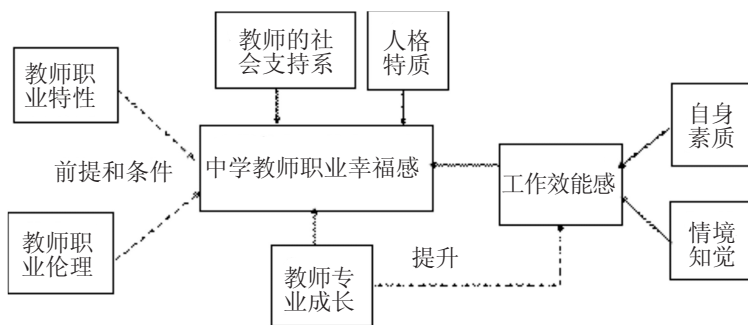 教师的社
会支持系
人格
特质
教师职
业特性
自身
素质
前提和条件
中学教师职业幸福感
工作效能感
教师职
业伦理
教师专
业成长
提升
情境
知觉